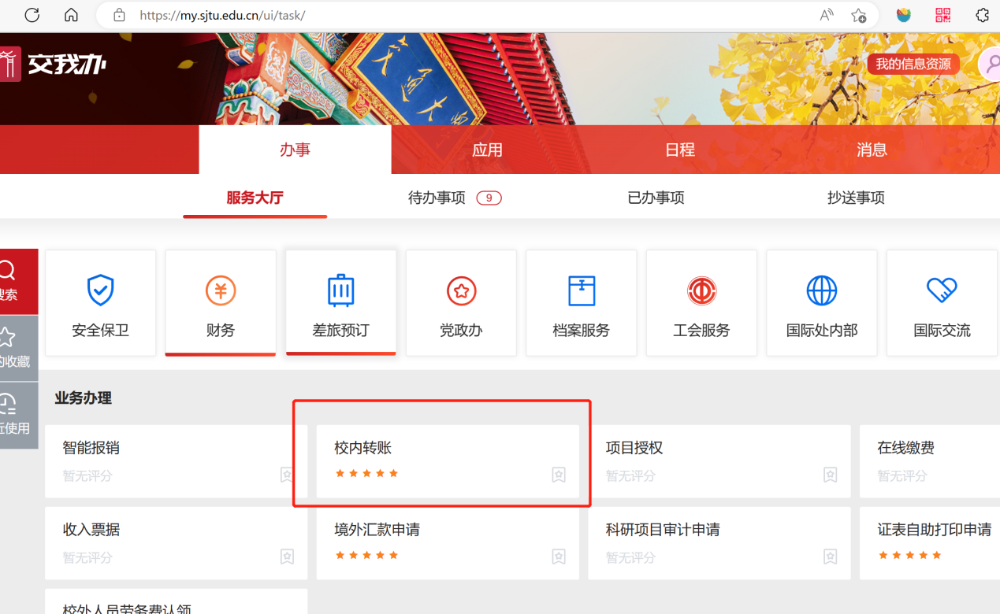 https://my.sjtu.edu.cn/ui/task/
交我办
我的信息资源
办事
应用
日程
消息
服务大厅
待办事项 9
已办事项
抄送事项
搜索
的收藏
近使用
安全保卫
财务
差旅预订
党政办
档案服务
工会服务
国际处内部
国际交流
业务办理
智能报销
校内转账
项目授权
在线缴费
暂无评分
暂无评分
暂无评分
收入票据
境外汇款申请
科研项目审计申请
证表自助打印申请
暂无评分
暂无评分
校外人员劳务费认领